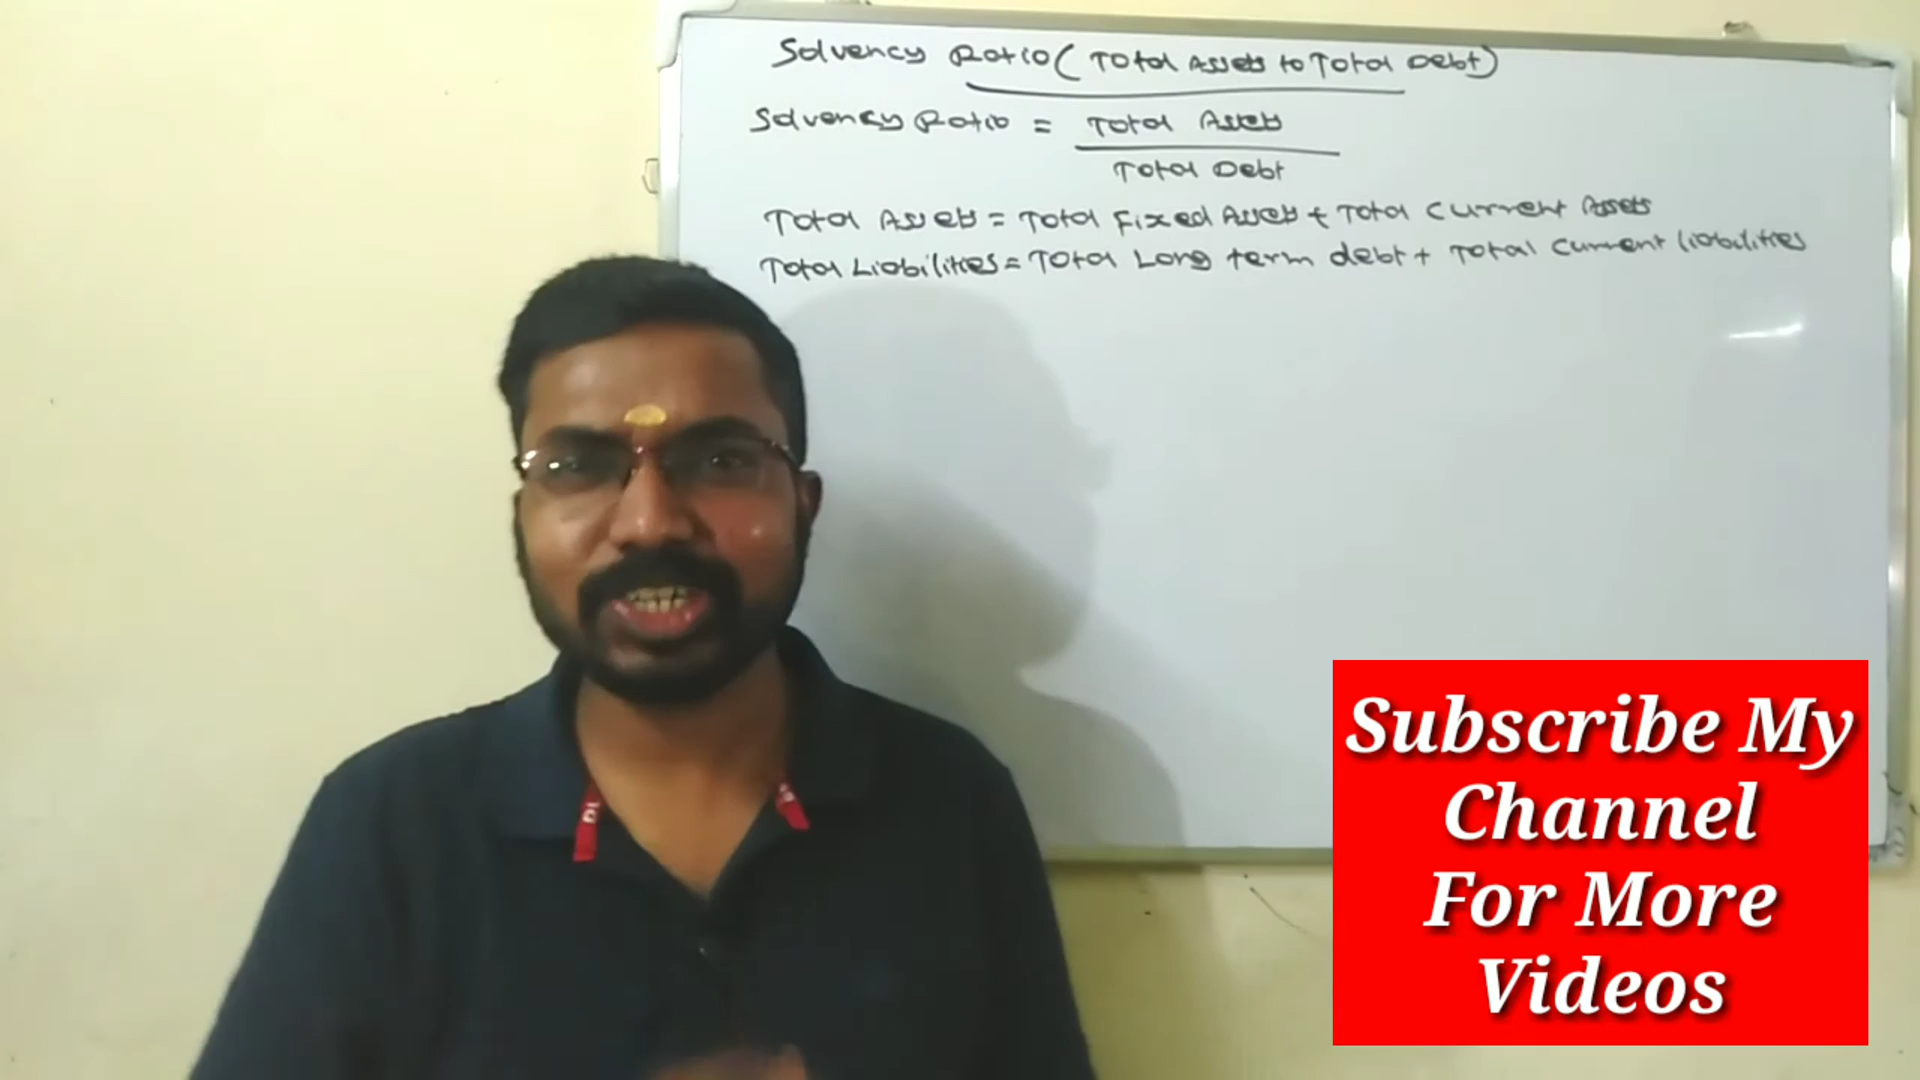 Solvency Ratio (Total Assets to Total Debt)
Solvency Ratio = Total Assets
Total Debt
Total Assets = Total Fixed Assets + Total Current Assets
Total Liabilities = Total Long term debt + Total Current liabilities
Subscribe My
Channel
For More
Videos